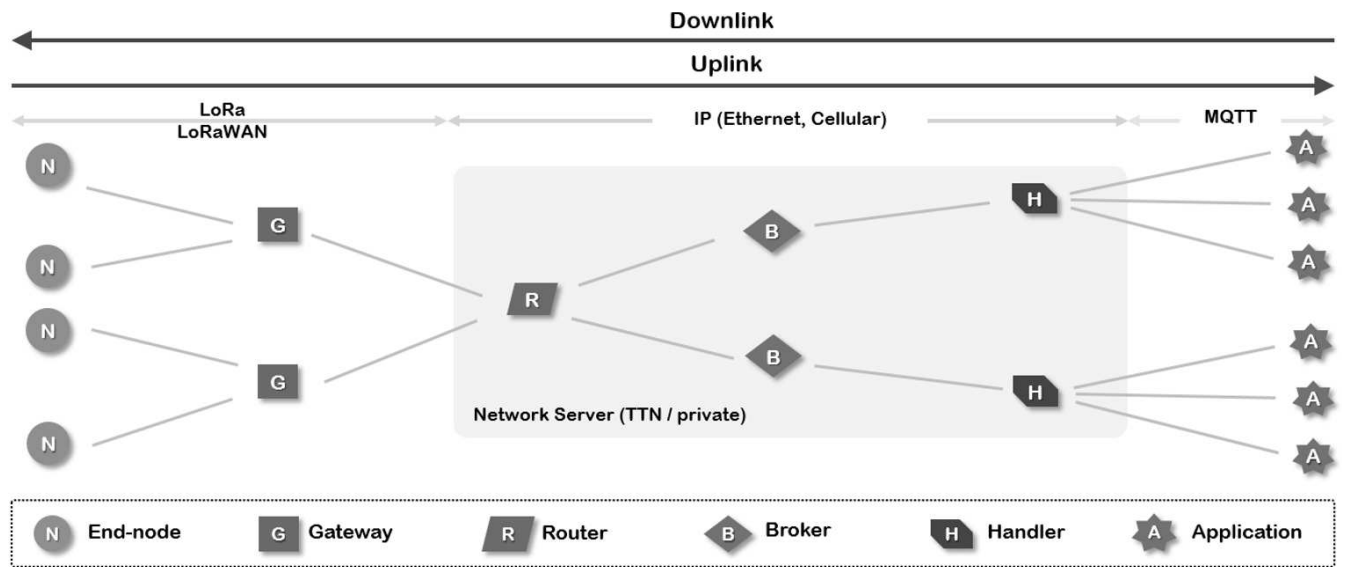 Downlink
Uplink
LoRa
LoRaWAN
IP (Ethernet, Cellular)
MQTT
N
N
N
N
G
G
R
B
B
H
H
A
A
A
A
A
A
Network Server (TTN / private)
N End-node
G Gateway
R Router
B Broker
H Handler
A Application